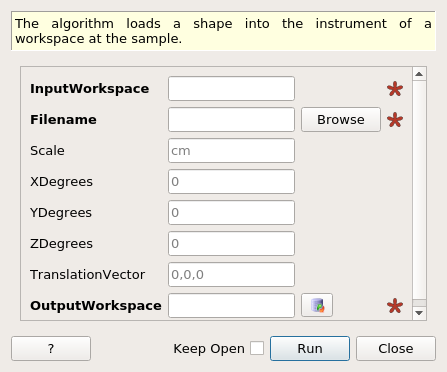 The algorithm loads a shape into the instrument of a
workspace at the sample.
InputWorkspace
Filename
Browse
Scale
cm
XDegrees
0
YDegrees
0
ZDegrees
0
TranslationVector
0,0,0
OutputWorkspace
?
Keep Open
Run
Close